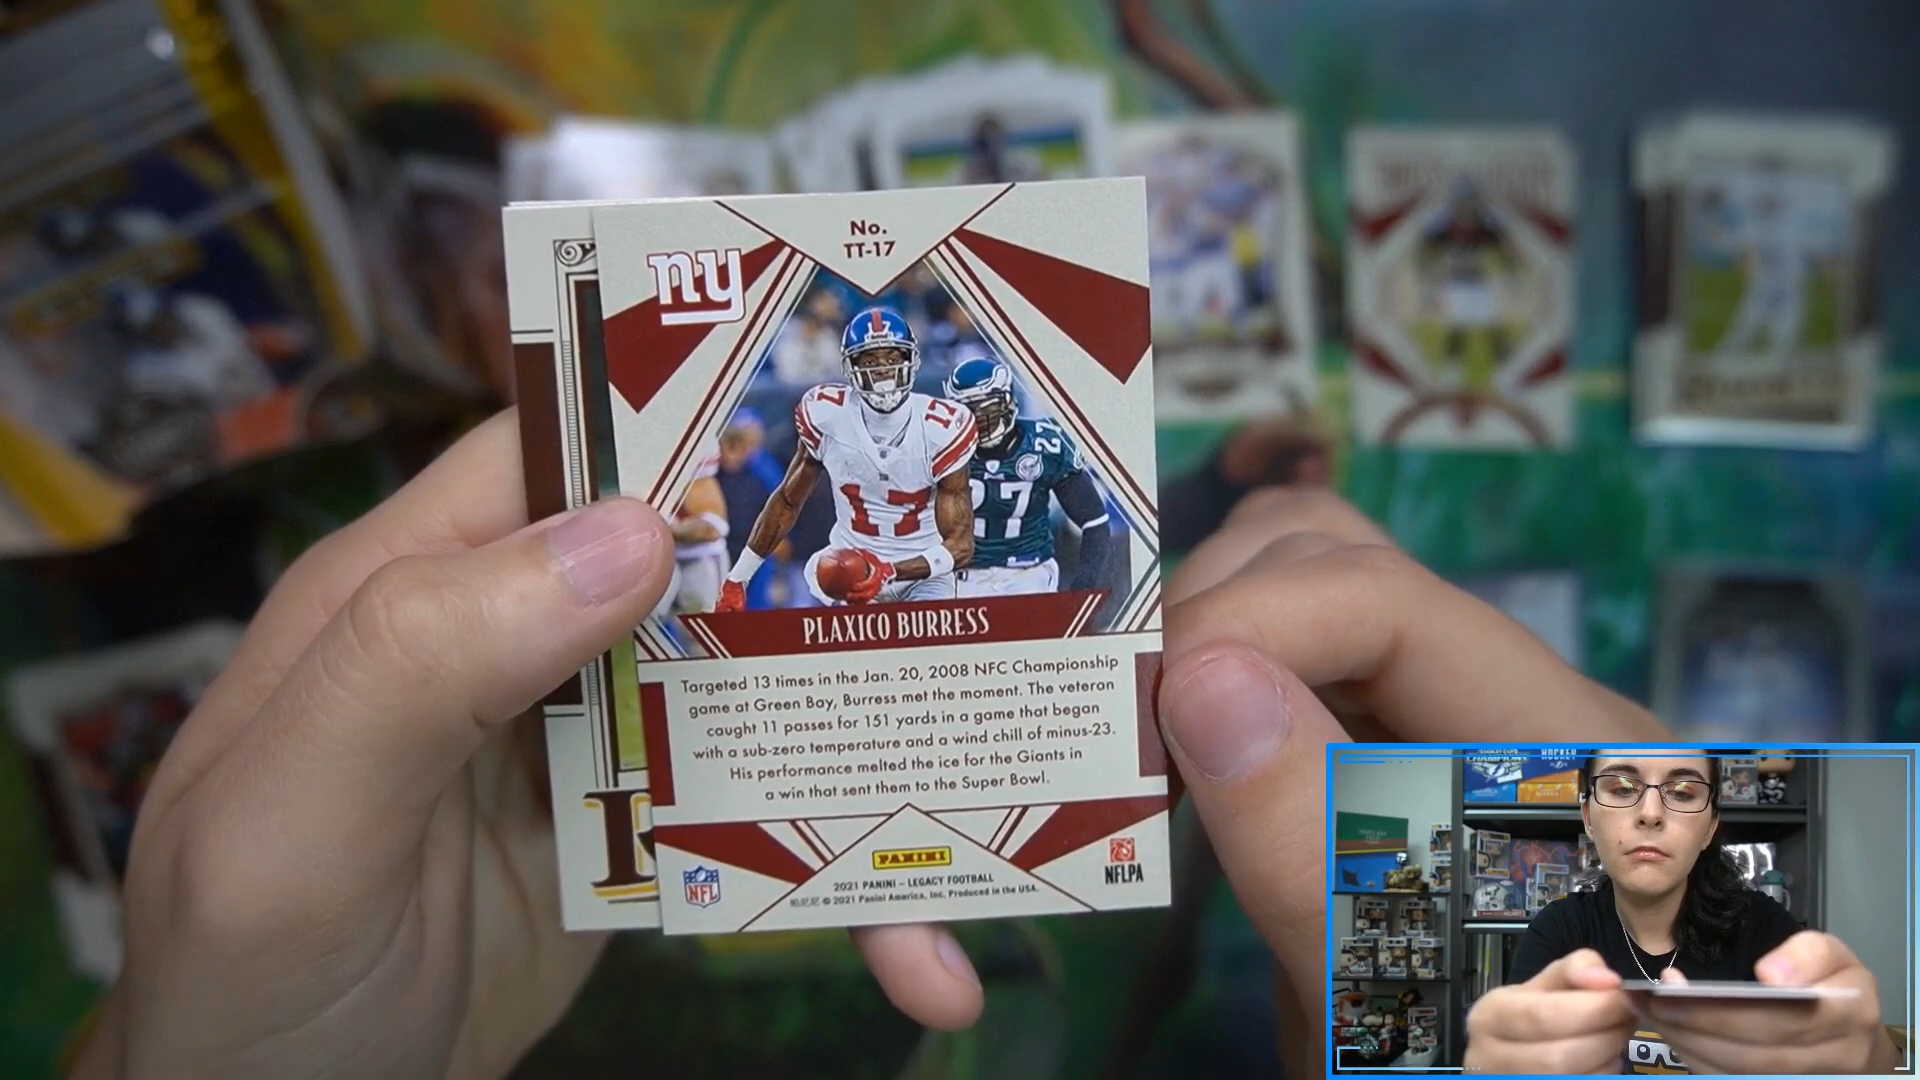 No.
TT-17
ny
17
17
17
27
27
PLAXICO BURRESS
Targeted 13 times in the Jan. 20, 2008 NFC Championship
game at Green Bay, Burress met the moment. The veteran
caught 11 passes for 151 yards in a game that began
with a sub-zero temperature and a wind chill of minus-23.
His performance melted the ice for the Giants in
a win that sent them to the Super Bowl.
PANINI
NFL
NFLPA
2021 PANINI – LEGACY FOOTBALL
© 2021 Panini America, Inc. Produced in the USA.
CHAMPIONS
HOCKEY